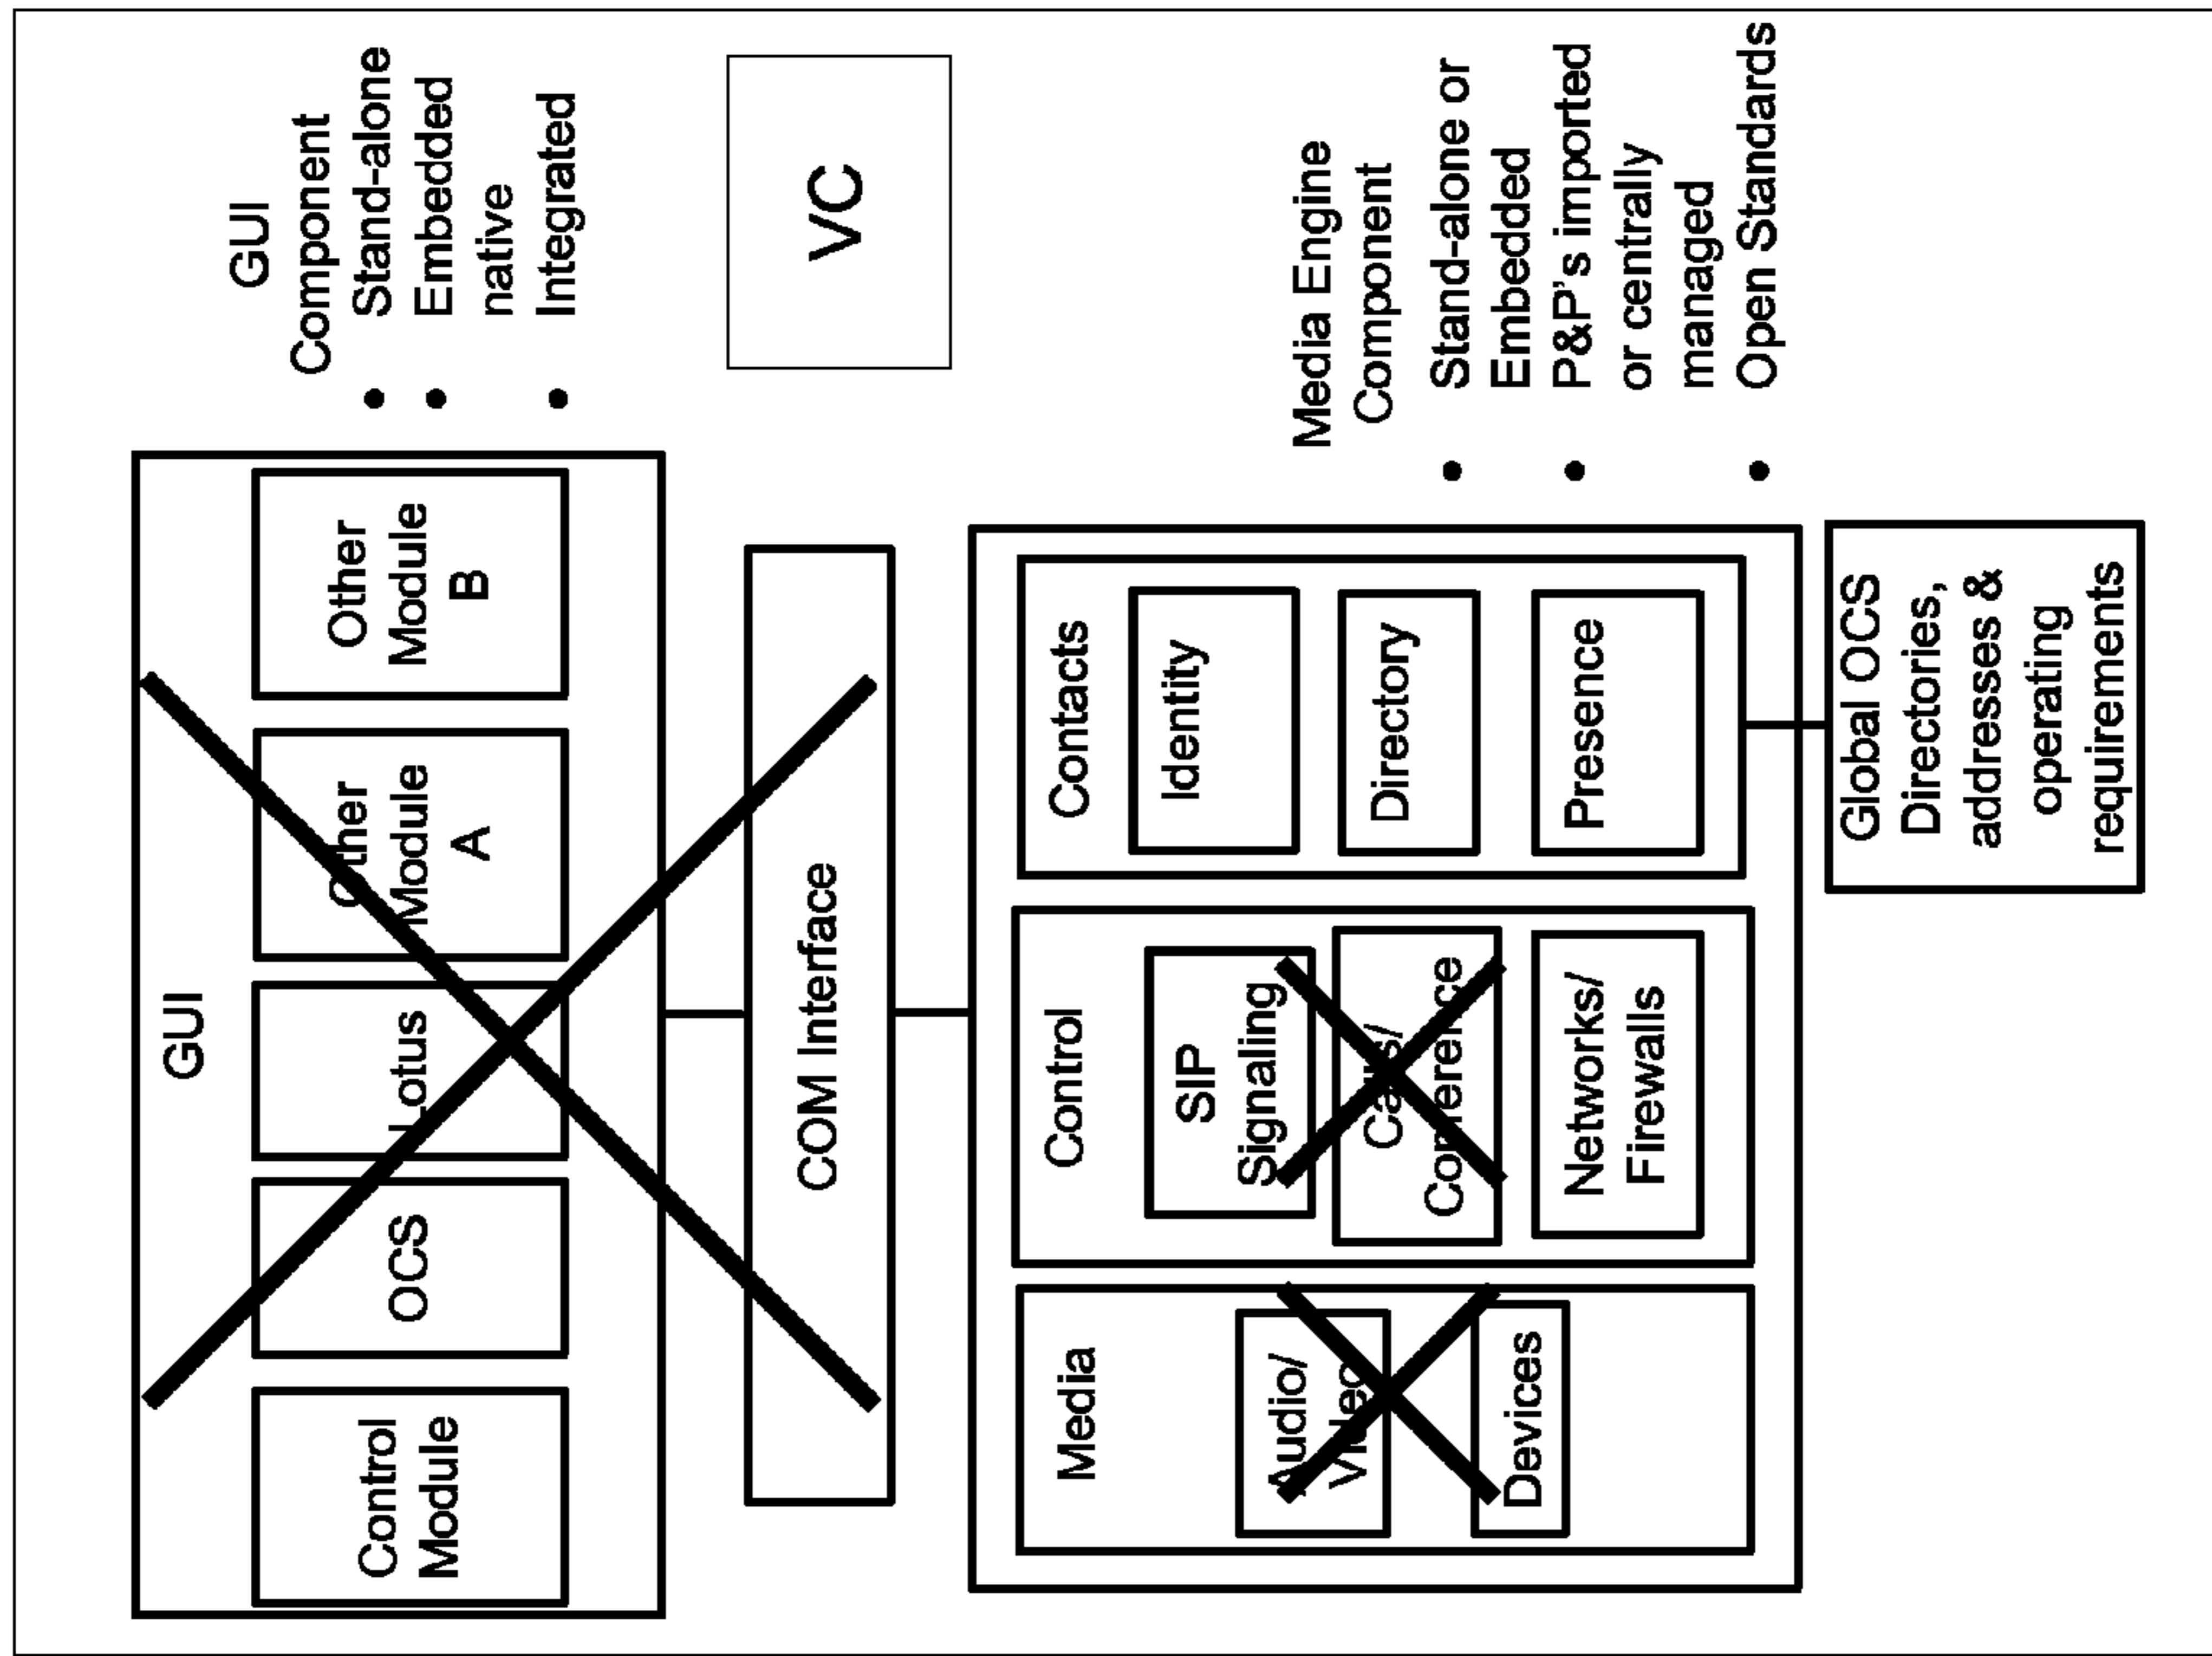 GUI
Control
Module
OCS
Lotus
Other
Module
A
Other
Module
B
GUI
Component
• Stand-alone
• Embedded
native
• Integrated
COM Interface
VC
Media
Audio/
Video
Devices
Control
SIP
Signaling
Calls/
Conference
Networks/
Firewalls
Contacts
Identity
Directory
Presence
Media Engine
Component
• Stand-alone or
Embedded
• P&P's imported
or centrally
managed
• Open Standards
Global OCS
Directories,
addresses &
operating
requirements